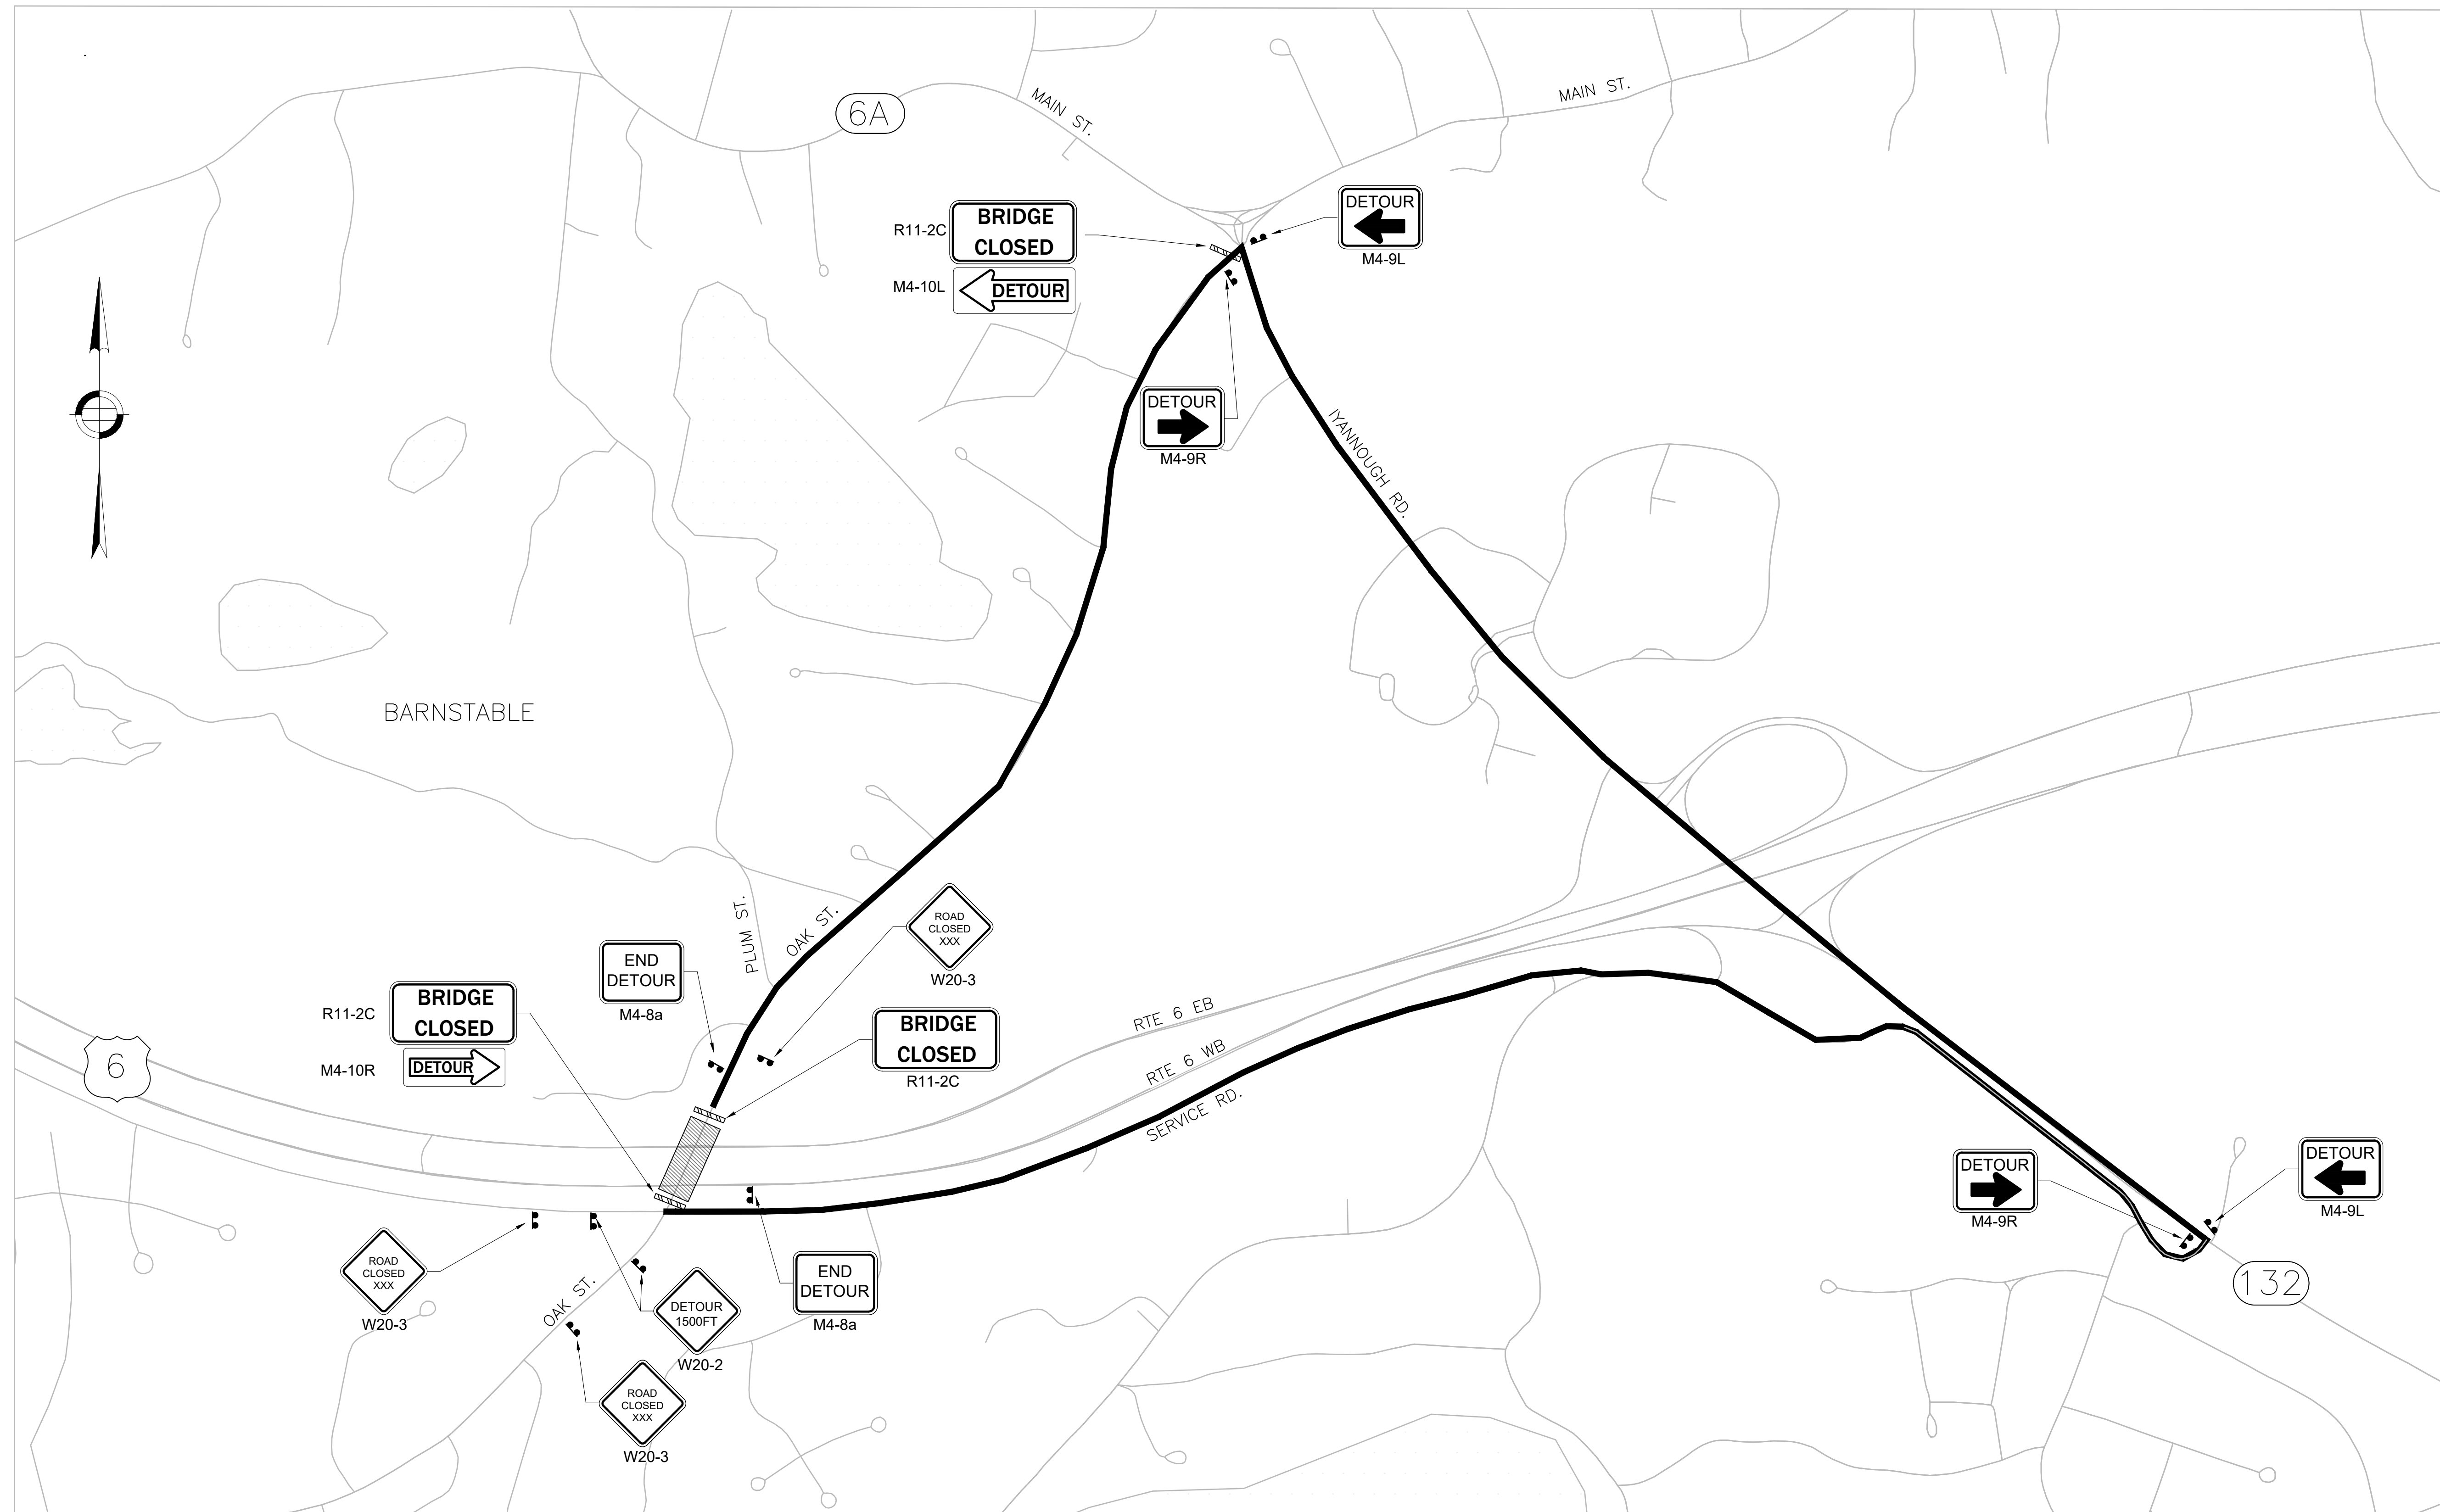 MAIN ST.
6A
MAIN ST.
R11-2C
BRIDGE
CLOSED
M4-10L
DETOUR
DETOUR
M4-9L
DETOUR
M4-9R
IYANNOUGH RD.
BARNSTABLE
PLUM ST.
OAK ST.
ROAD
CLOSED
XXX
W20-3
END
DETOUR
M4-8a
R11-2C
BRIDGE
CLOSED
M4-10R
DETOUR
BRIDGE
CLOSED
R11-2C
6
RTE 6 EB
RTE 6 WB
SERVICE RD.
DETOUR
M4-9R
DETOUR
M4-9L
132
ROAD
CLOSED
XXX
W20-3
OAK ST.
DETOUR
1500FT
W20-2
END
DETOUR
M4-8a
ROAD
CLOSED
XXX
W20-3